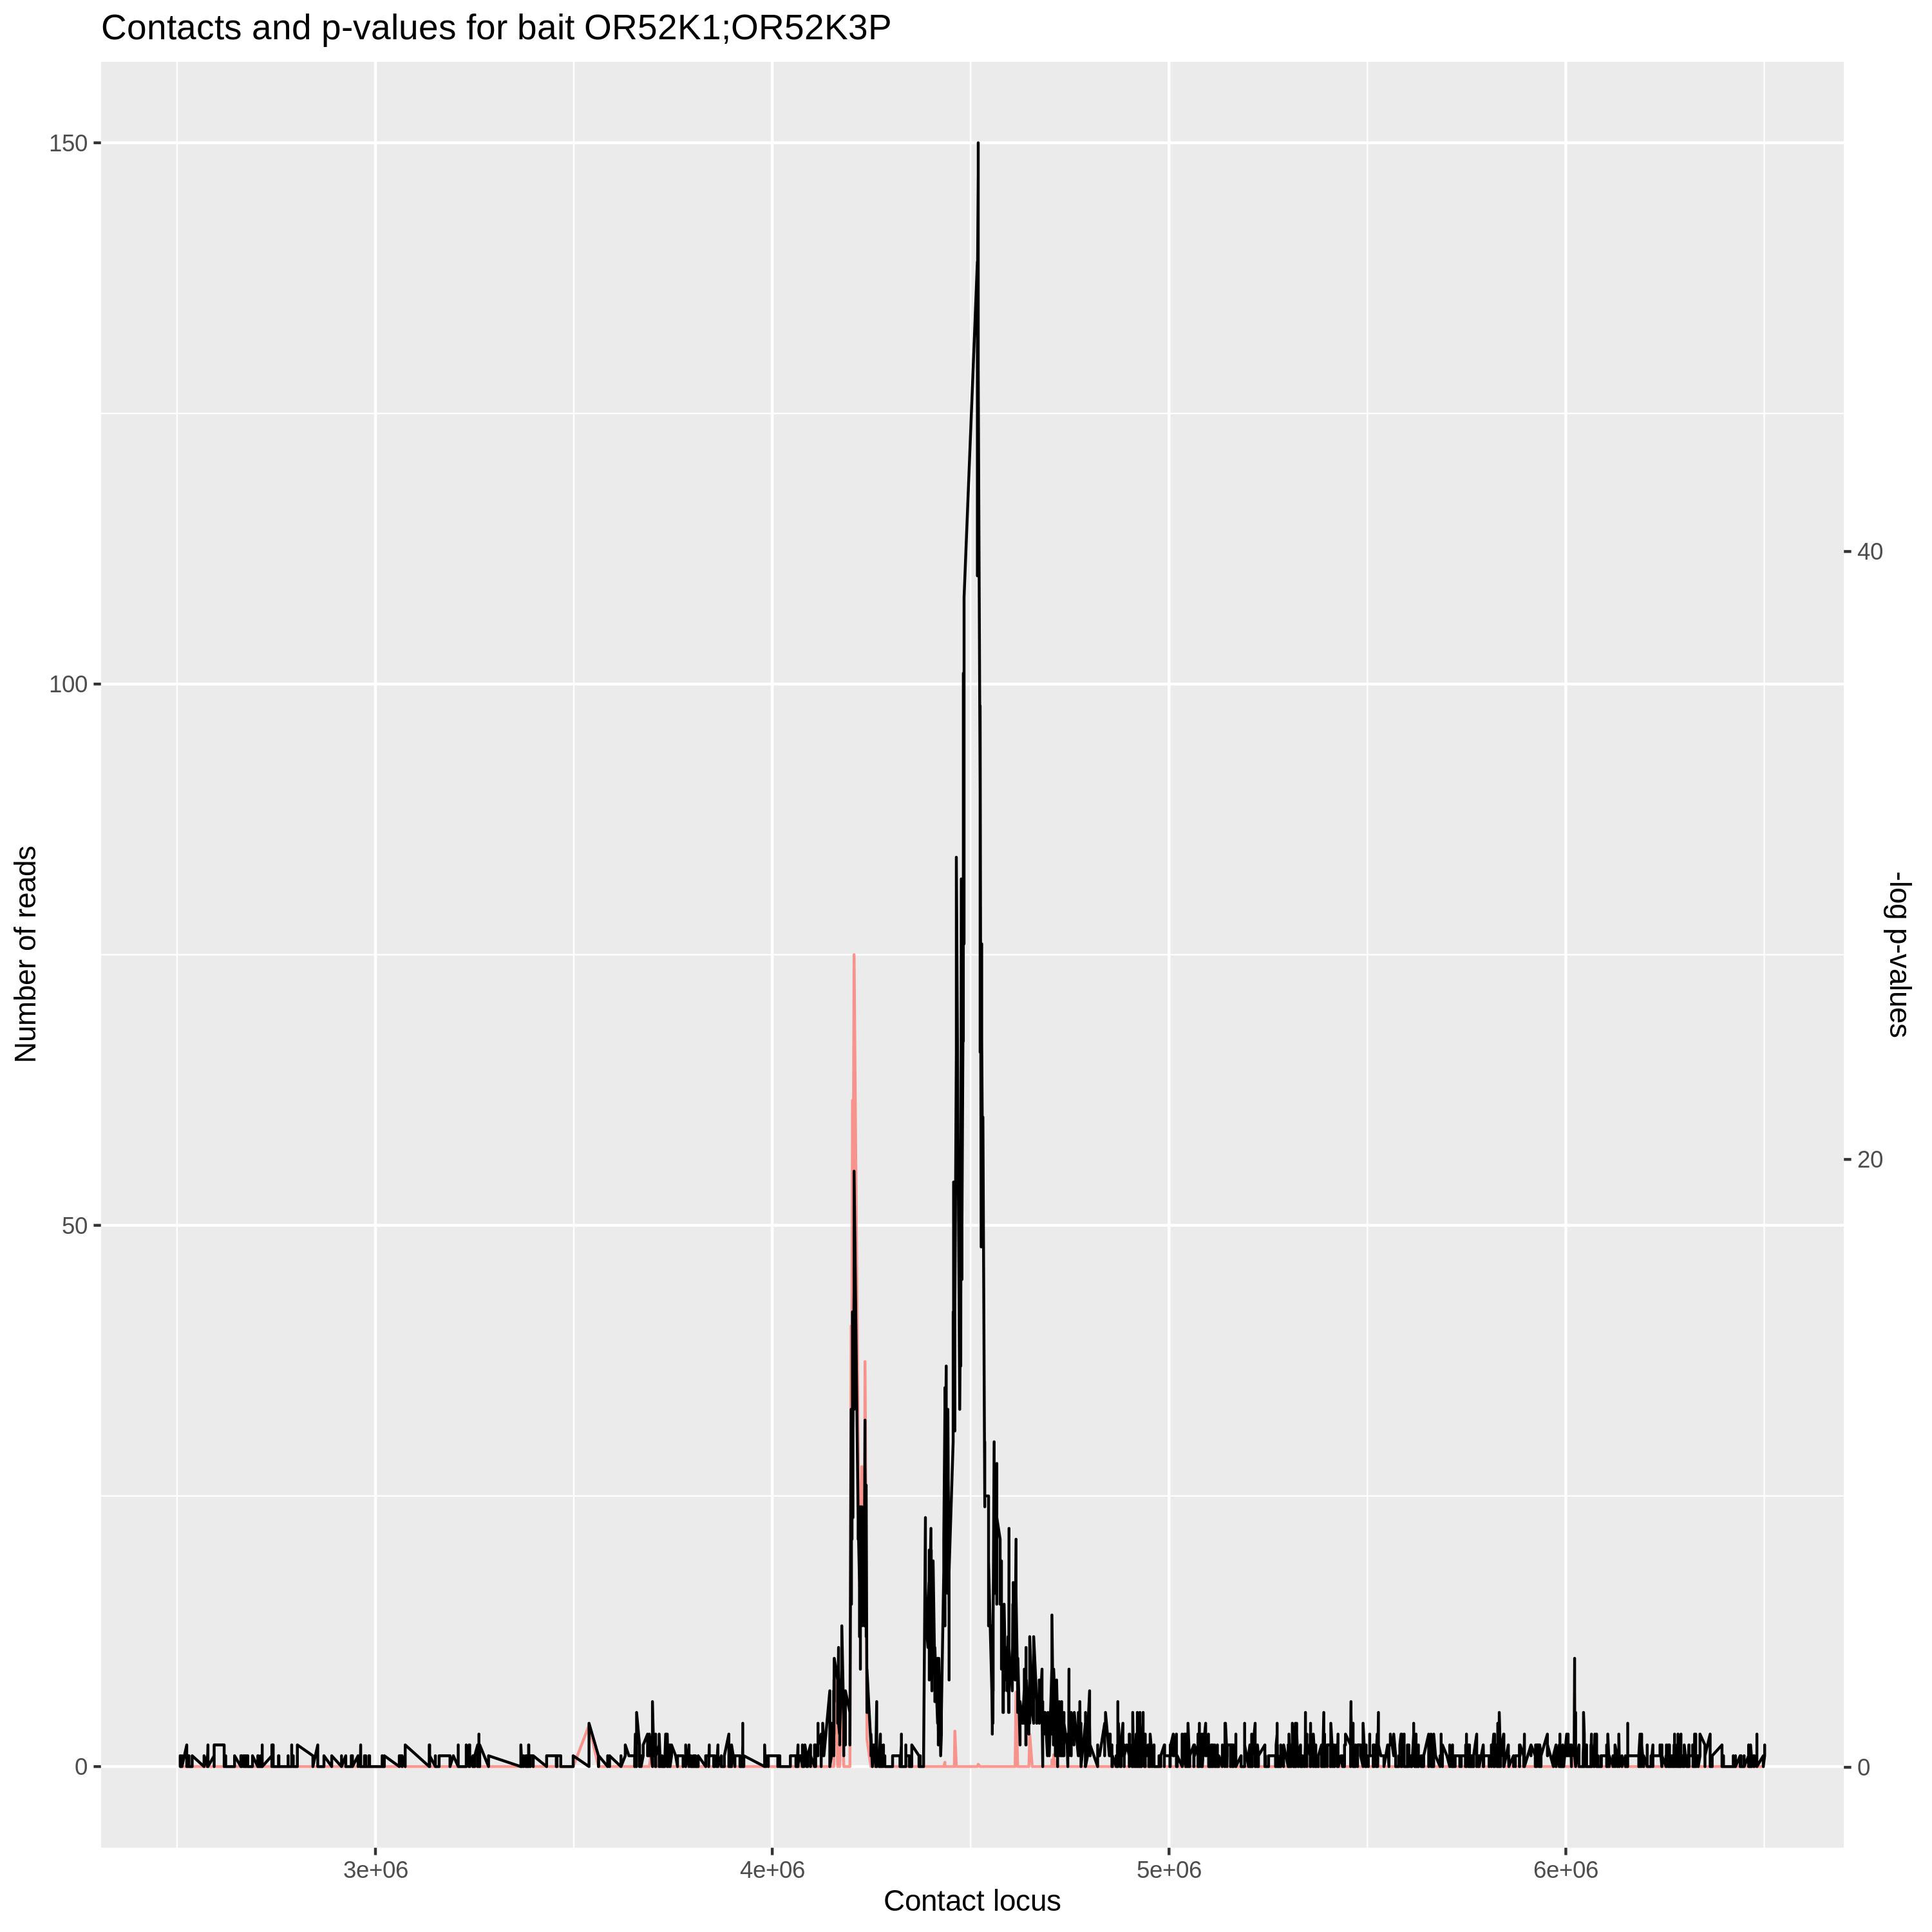 Contacts and p-values for bait OR52K1;OR52K3P
150
100
50
0
Number of reads
40
20
0
-log p-values
3e+06
4e+06
5e+06
6e+06
Contact locus